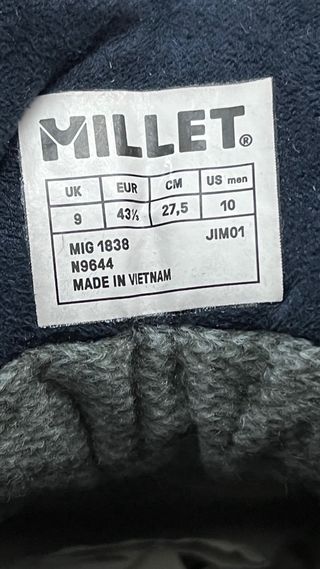 MILLET®
UK EUR CM US men
9 43⅓ 27,5 10
MIG 1838 JIM01
N9644
MADE IN VIETNAM